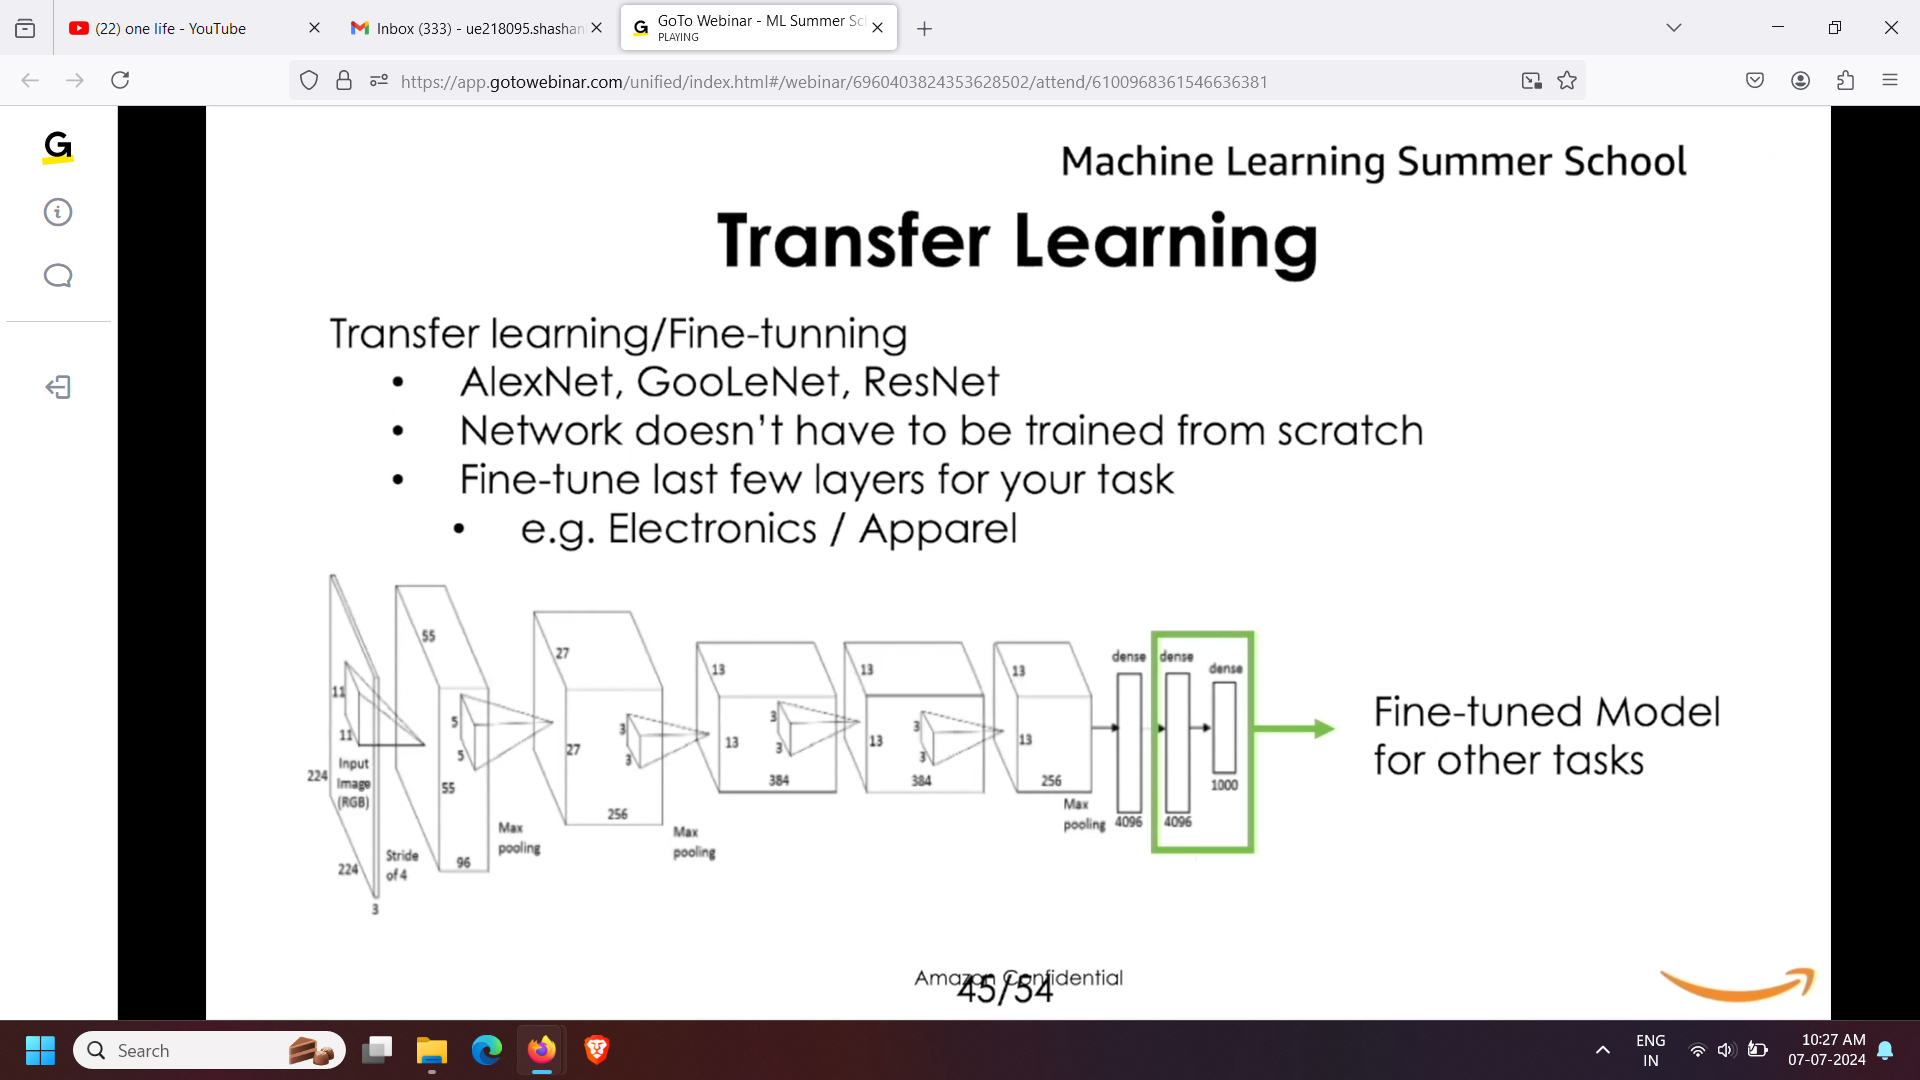 (22) one life - YouTube
Inbox (333) - ue218095.shashan
GoTo Webinar - ML Summer Sc
PLAYING
https://app.gotowebinar.com/unified/index.html#/webinar/6960403824353628502/attend/6100968361546636381
G
Machine Learning Summer School
Transfer Learning
Transfer learning/Fine-tunning
• AlexNet, GooLeNet, ResNet
• Network doesn't have to be trained from scratch
• Fine-tune last few layers for your task
• e.g. Electronics / Apparel
11
11
224
224
3
Input
Image
(RGB)
Stride
of 4
55
55
96
5
5
Max
pooling
27
27
256
3
3
Max
pooling
13
13
384
3
3
13
13
384
3
3
13
13
256
Max
pooling
dense
4096
dense
4096
dense
1000
Fine-tuned Model
for other tasks
Amazon Confidential
45/54
Search
ENG
IN
10:27 AM
07-07-2024